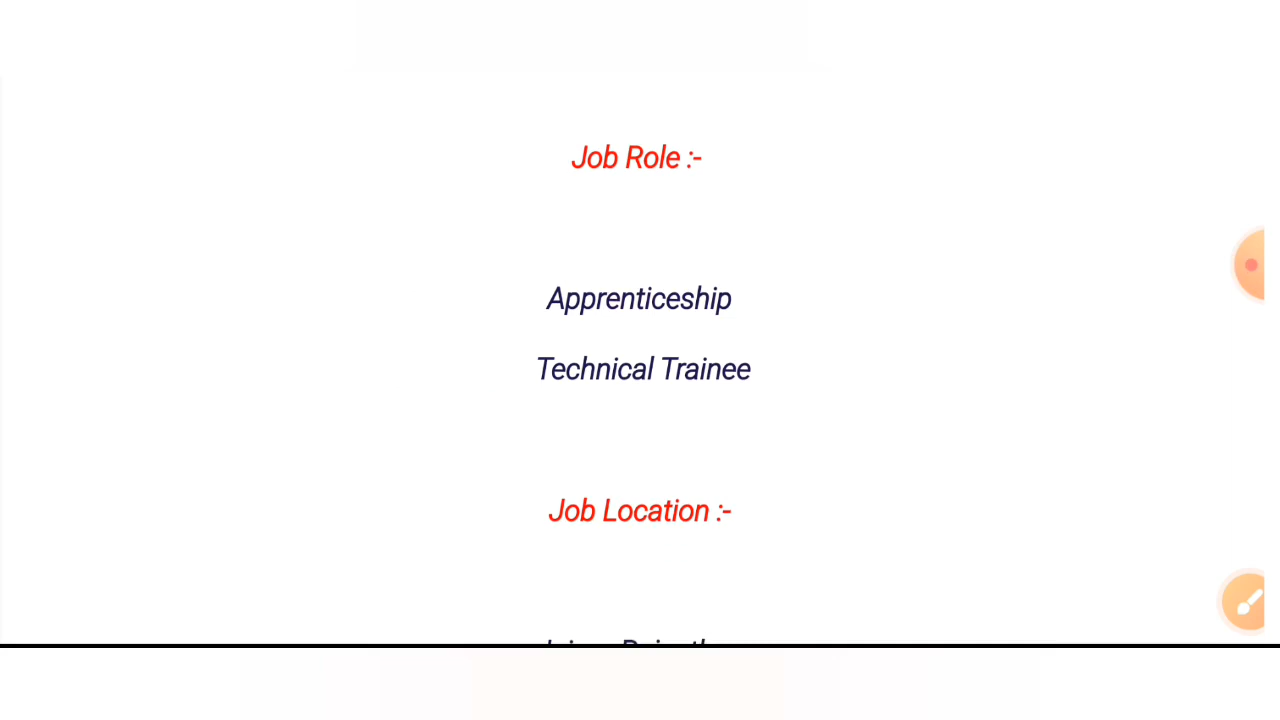 Job Role :-
Apprenticeship
Technical Trainee
Job Location :-